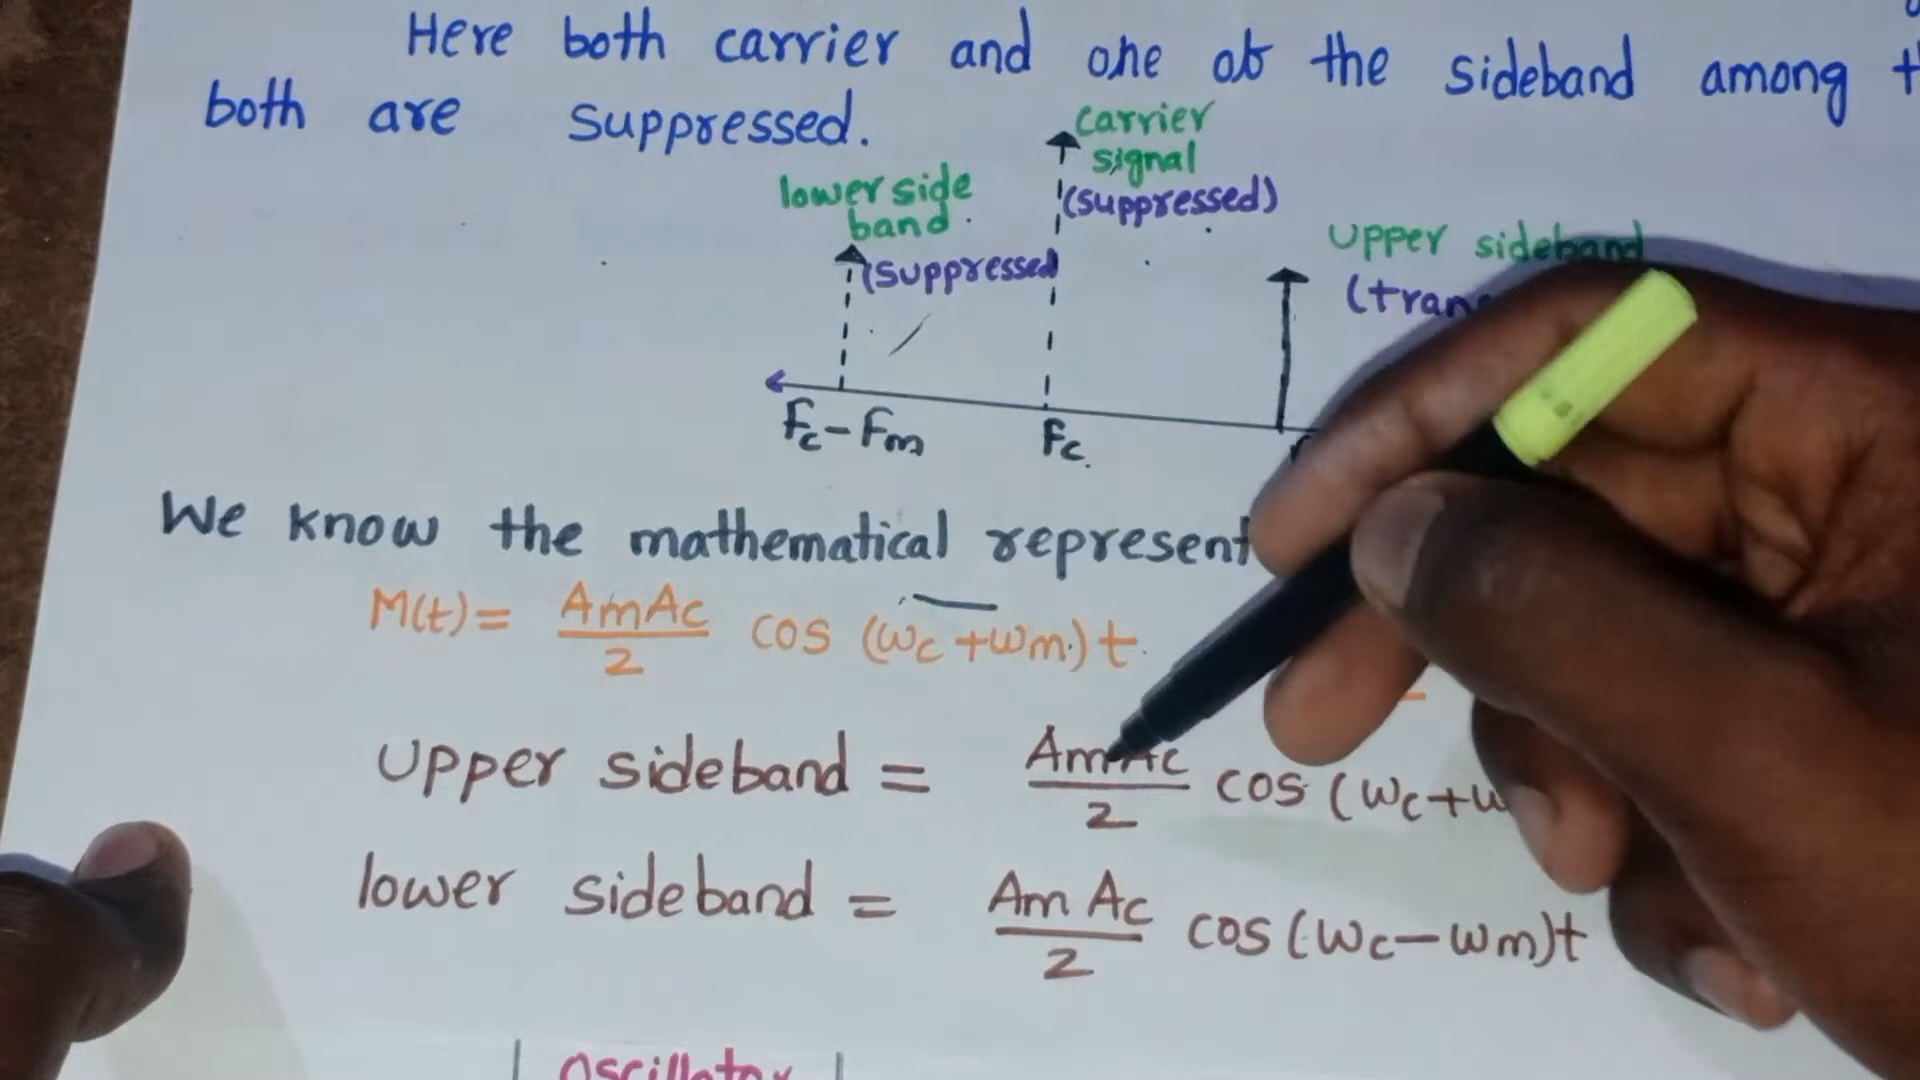 Here both carrier and one of the sideband among
both are suppressed.
carrier
signal
(suppressed)
lower side
band
(suppressed
Upper sideband
Fc-Fm
Fc
We know the mathematical
M(t) = AmAc/2 cos (ωc+ωm)t
Upper sideband = AmAc/2 cos (ωc+
lower sideband = Am Ac/2 cos (ωc-ωm)t
Oscillator